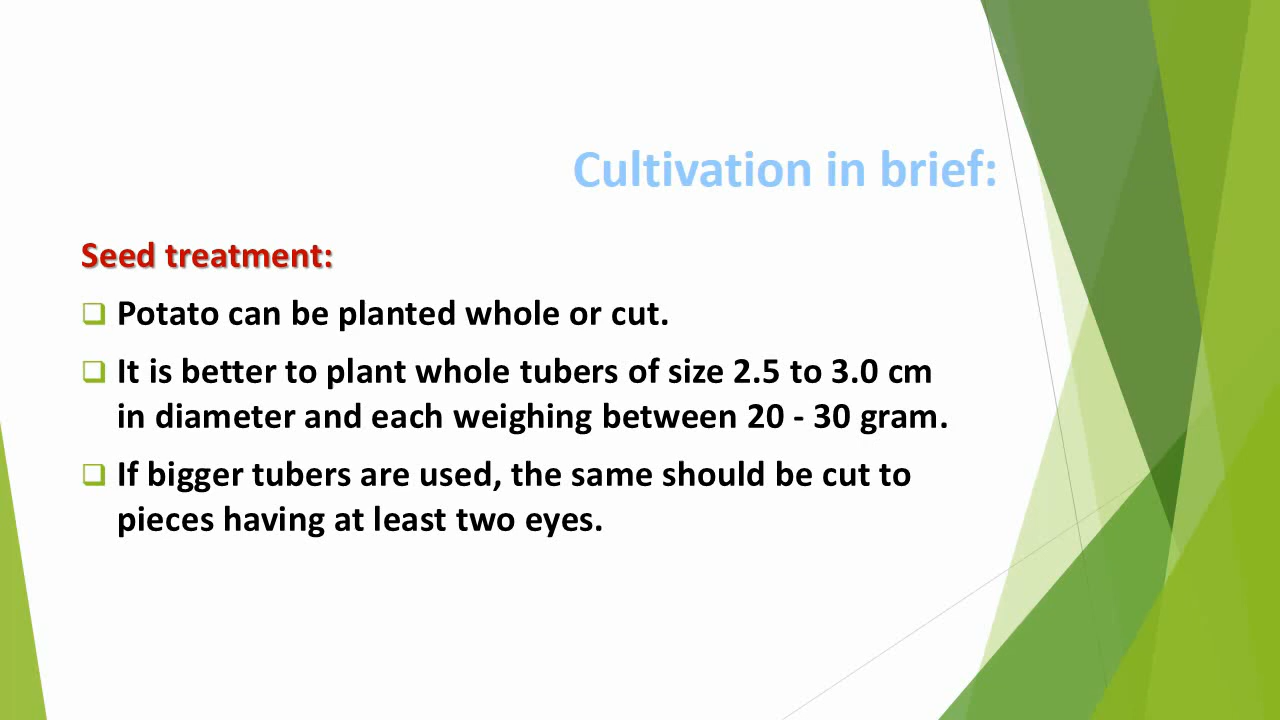 Cultivation in brief:
Seed treatment:
Potato can be planted whole or cut.
It is better to plant whole tubers of size 2.5 to 3.0 cm
in diameter and each weighing between 20 - 30 gram.
If bigger tubers are used, the same should be cut to
pieces having at least two eyes.